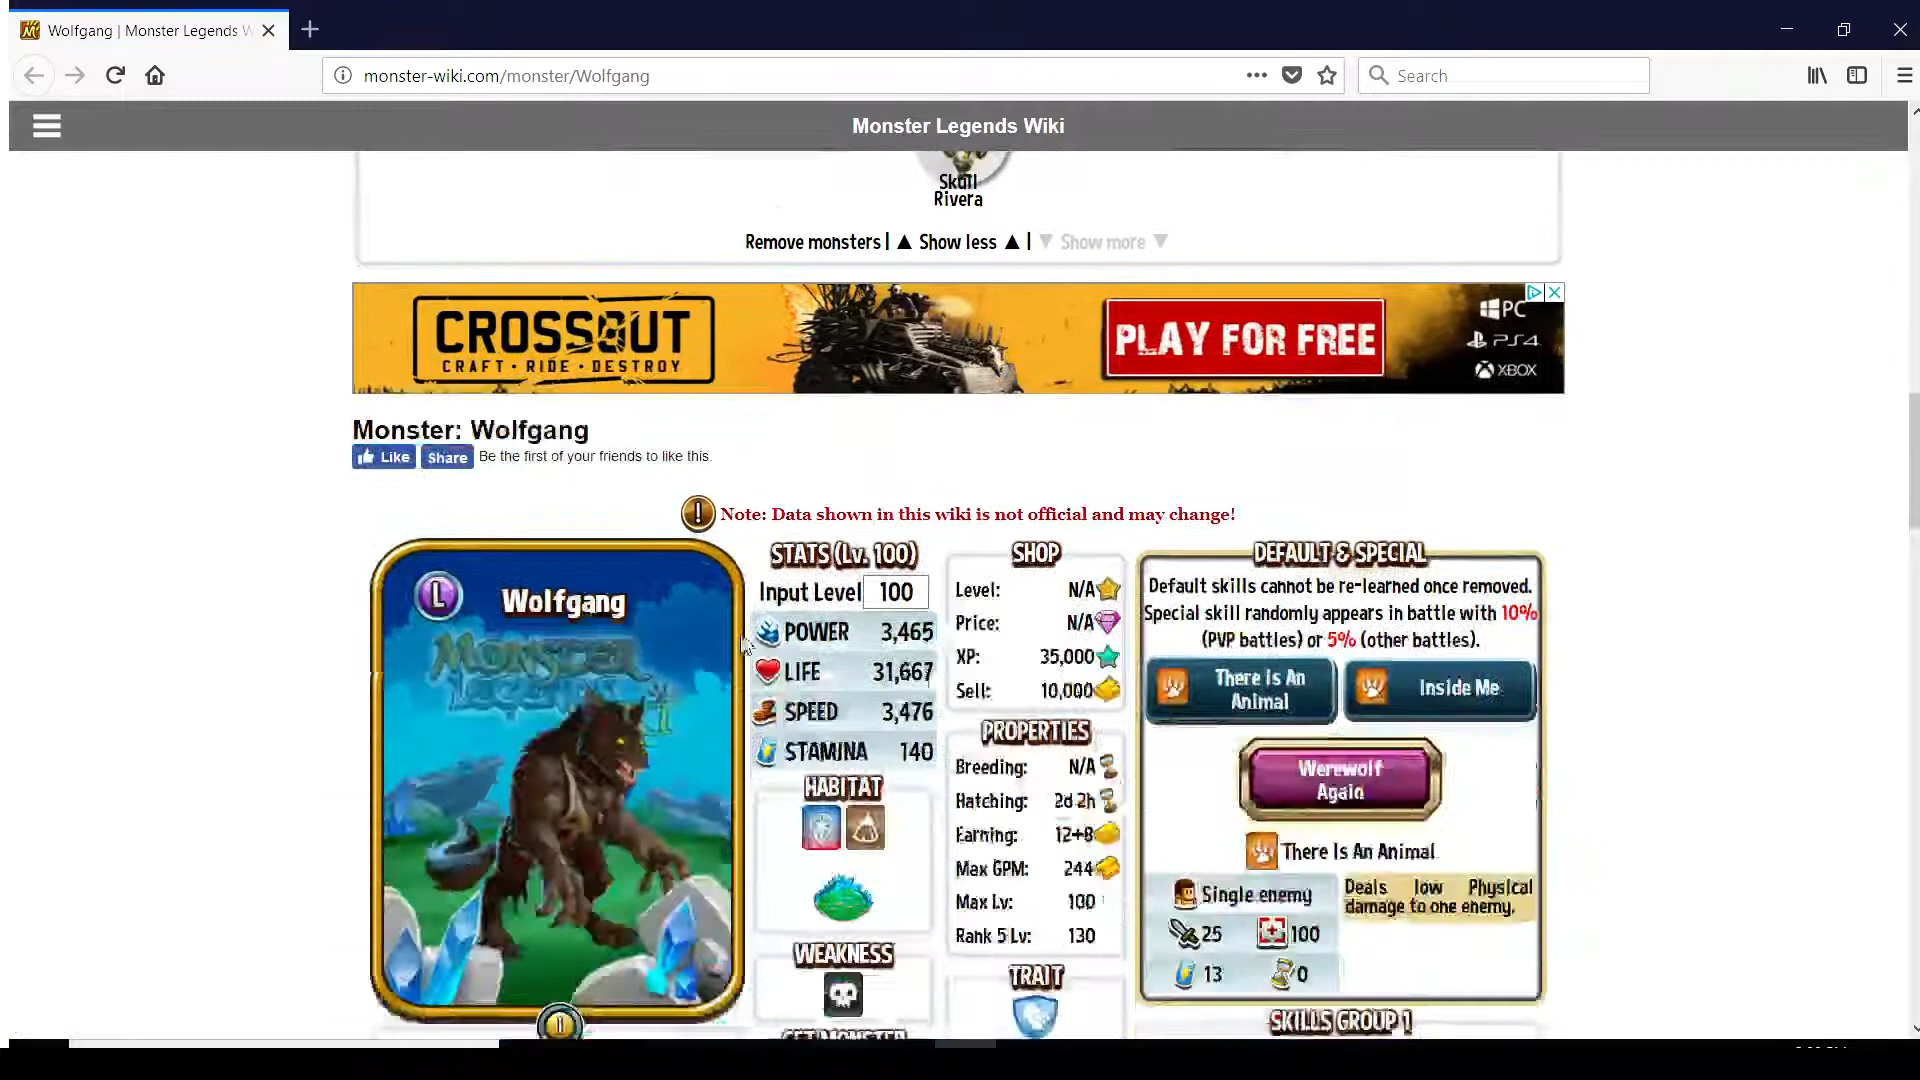 Wolfgang | Monster Legends W
monster-wiki.com/monster/Wolfgang
Search
Monster Legends Wiki
Skull
Rivera
Remove monsters | ▲ Show less ▲ | ▼ Show more ▼
CROSSOUT
CRAFT • RIDE • DESTROY
PLAY FOR FREE
PC
PS4
XBOX
Monster: Wolfgang
Like Share Be the first of your friends to like this.
Note: Data shown in this wiki is not official and may change!
L
Wolfgang
MONSTER
LEGENDS
STATS (Lv. 100)
Input Level 100
POWER 3,465
LIFE 31,667
SPEED 3,476
STAMINA 140
HABITAT
WEAKNESS
SHOP
Level: N/A
Price: N/A
XP: 35,000
Sell: 10,000
PROPERTIES
Breeding: N/A
Hatching: 2d 2h
Earning: 12+8
Max GPM: 244
Max Lv: 100
Rank 5 Lv: 130
TRAIT
DEFAULT & SPECIAL
Default skills cannot be re-learned once removed.
Special skill randomly appears in battle with 10%
(PVP battles) or 5% (other battles).
There Is An
Animal
Inside Me
Werewolf
Again
There Is An Animal
Single enemy
25 100
13 0
Deals low Physical
damage to one enemy.
SKILLS GROUP 1